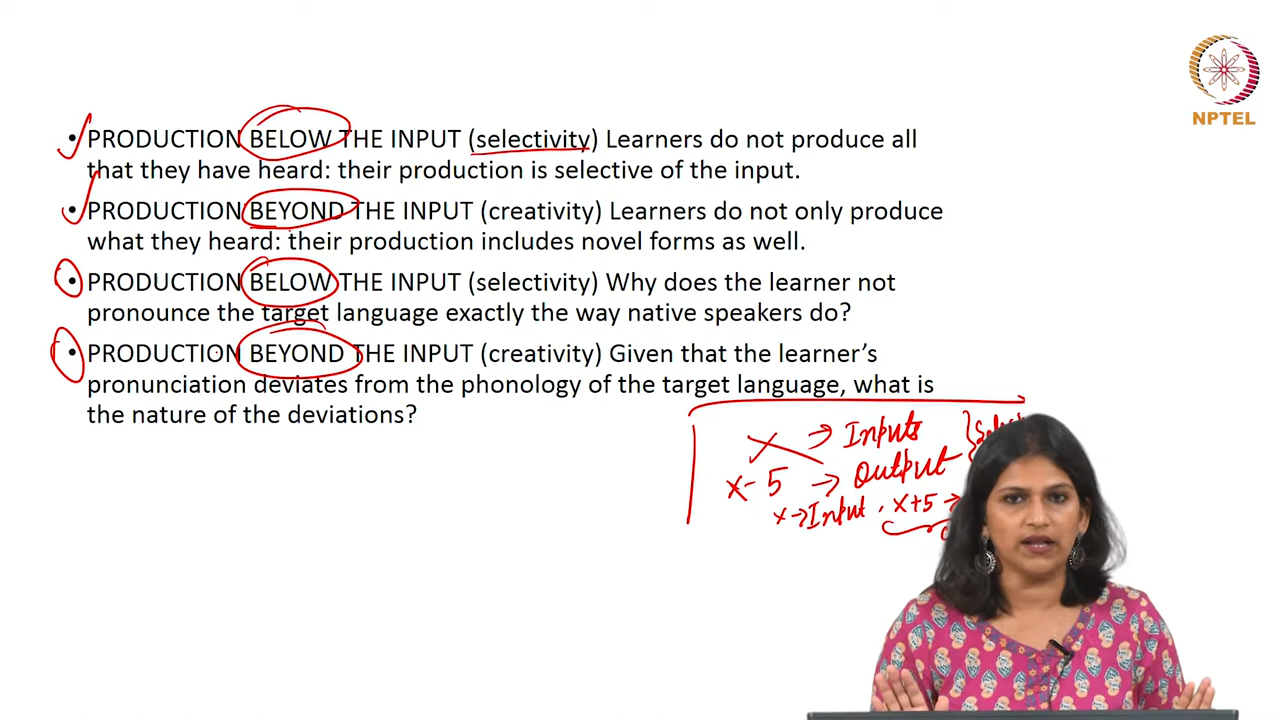 NPTEL
• PRODUCTION BELOW THE INPUT (selectivity) Learners do not produce all
that they have heard: their production is selective of the input.
• PRODUCTION BEYOND THE INPUT (creativity) Learners do not only produce
what they heard: their production includes novel forms as well.
• PRODUCTION BELOW THE INPUT (selectivity) Why does the learner not
pronounce the target language exactly the way native speakers do?
• PRODUCTION BEYOND THE INPUT (creativity) Given that the learner's
pronunciation deviates from the phonology of the target language, what is
the nature of the deviations?
x → Inputs
x-5 → Output
x → Input, x+5 →